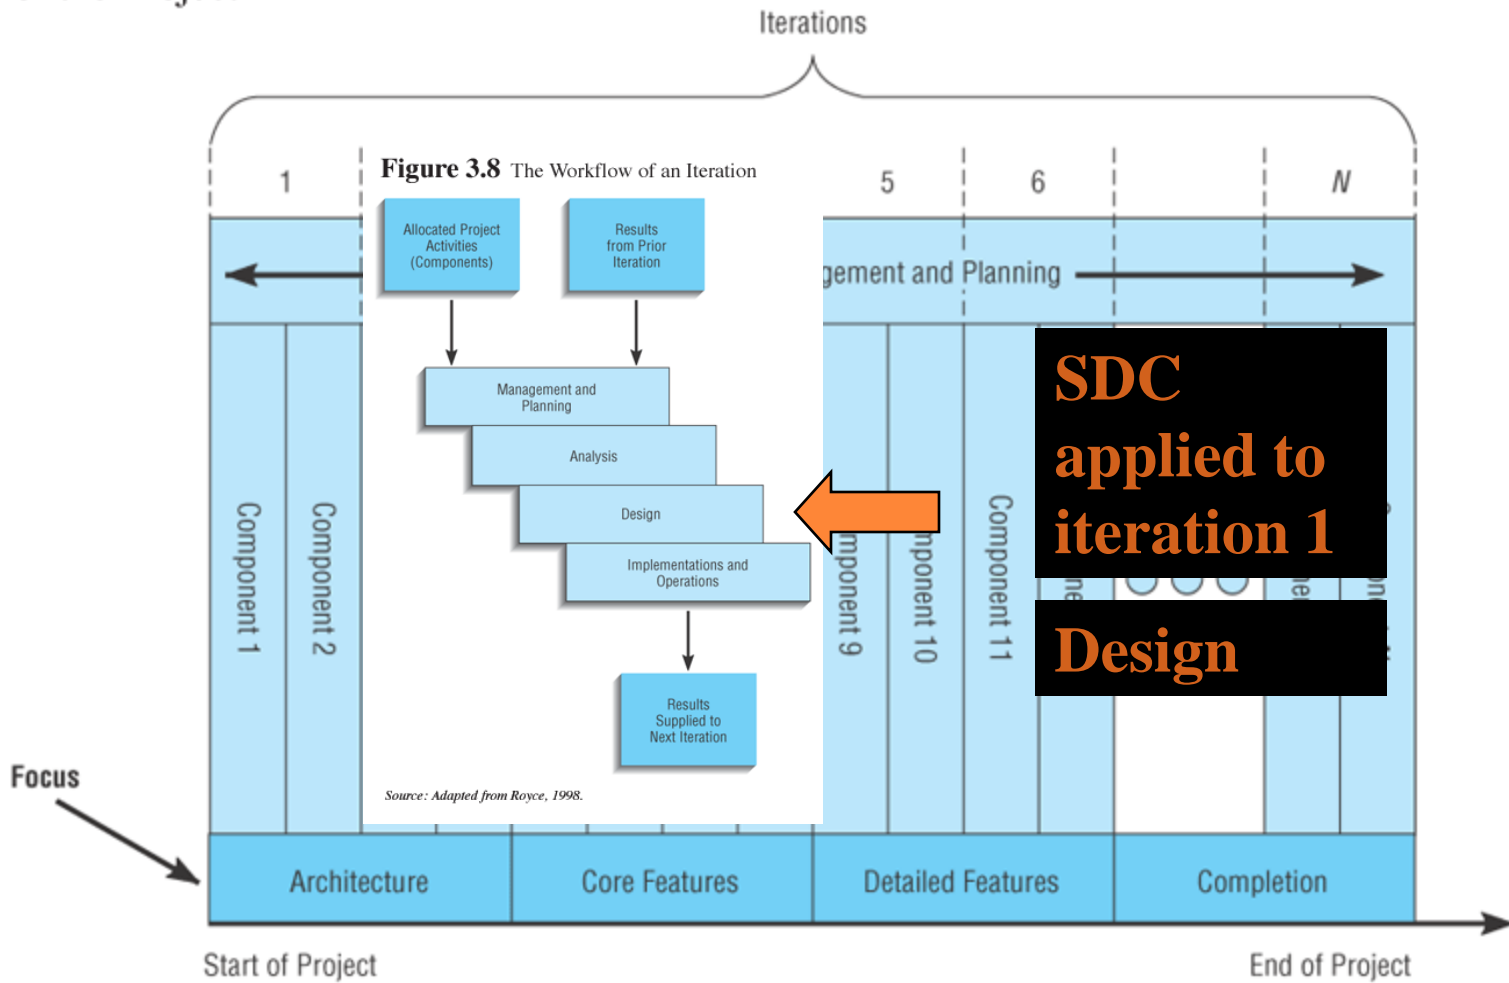 Iterations
1
5
6
N
Figure 3.8 The Workflow of an Iteration
Allocated Project
Activities
(Components)
Results
from Prior
Iteration
gement and Planning
Management and
Planning
Analysis
Design
Implementations and
Operations
Results
Supplied to
Next Iteration
Source: Adapted from Royce, 1998.
SDC
applied to
iteration 1
Design
Component 1
Component 2
mponent 9
mponent 10
Component 11
Focus
Architecture
Core Features
Detailed Features
Completion
Start of Project
End of Project